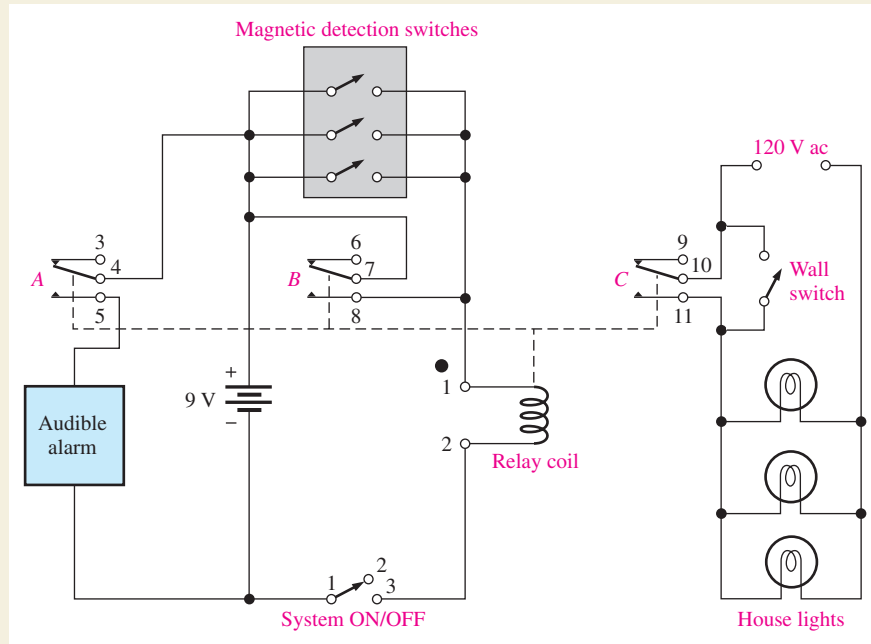 Magnetic detection switches
120 V ac
3
4
A
5
6
7
B
8
9
10
C
11
Wall
switch
+
9 V
−
1
2
Relay coil
Audible
alarm
1
2
3
System ON/OFF
House lights